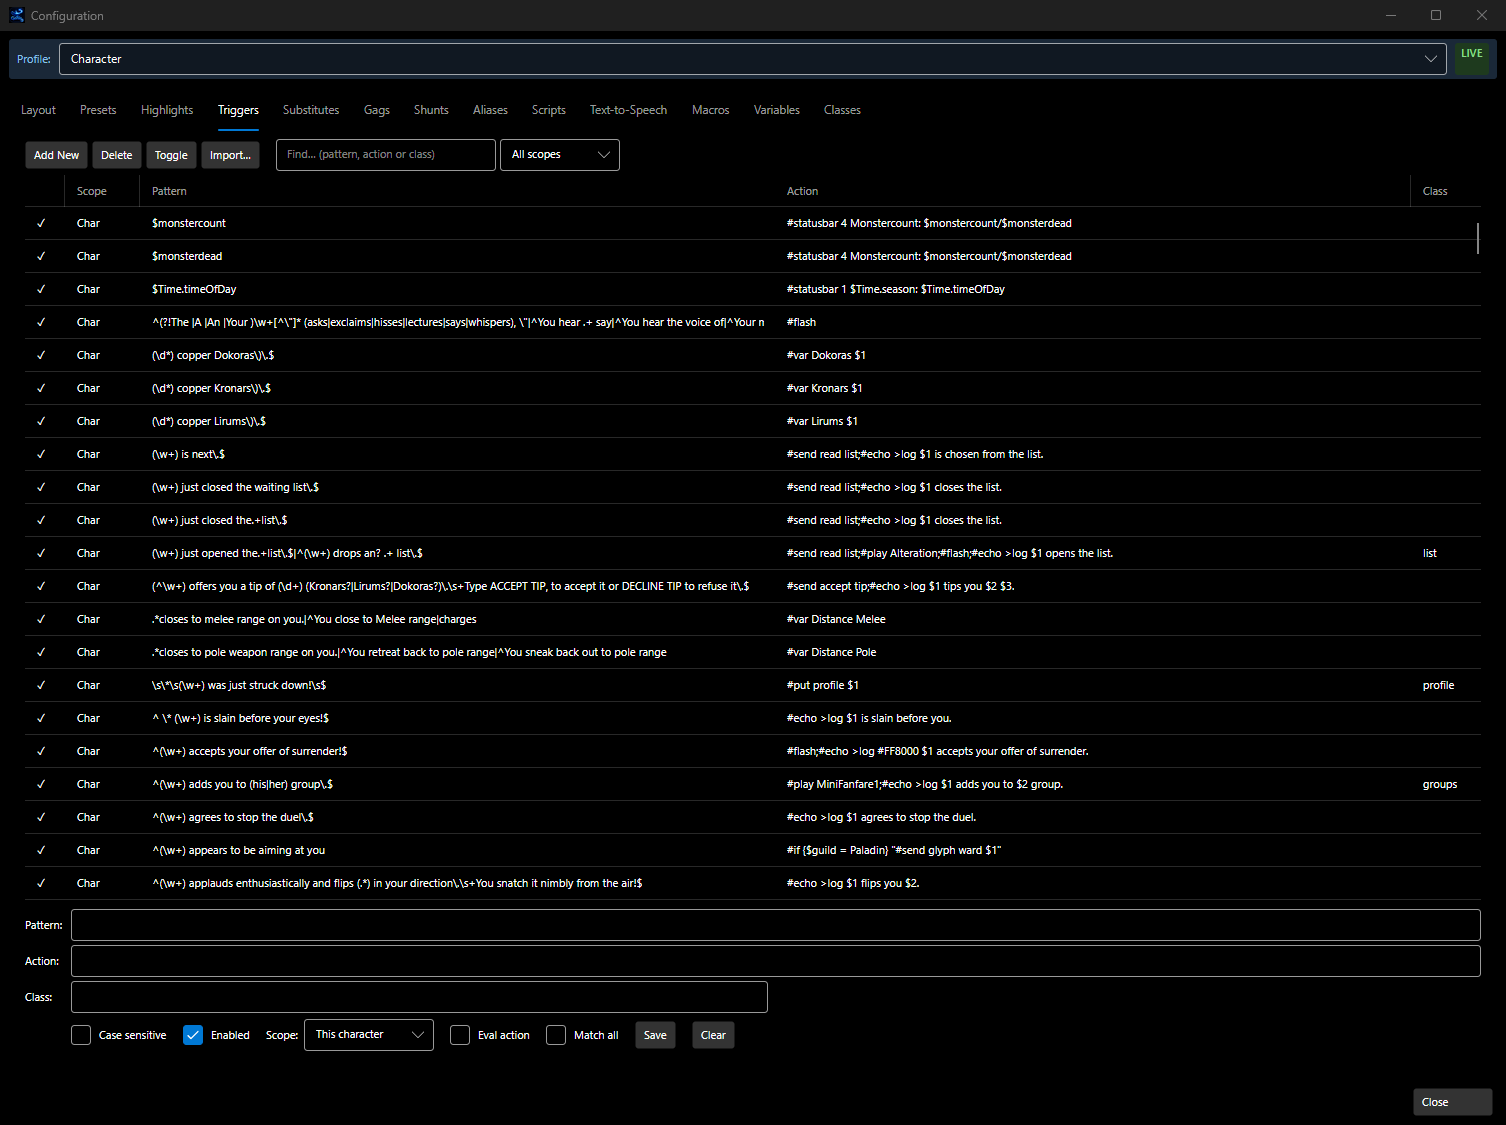 Configuration
Profile: Character LIVE
Layout Presets Highlights Triggers Substitutes Gags Shunts Aliases Scripts Text-to-Speech Macros Variables Classes
Add New Delete Toggle Import... Find... (pattern, action or class) All scopes
Scope Pattern Action Class
✓ Char $monstercount #statusbar 4 Monstercount: $monstercount/$monsterdead
✓ Char $monsterdead #statusbar 4 Monstercount: $monstercount/$monsterdead
✓ Char $Time.timeOfDay #statusbar 1 $Time.season: $Time.timeOfDay
✓ Char ^(?!The |A |An |Your )\w+[^\"]* (asks|exclaims|hisses|lectures|says|whispers), \"|^You hear .+ say|^You hear the voice of|^Your n #flash
✓ Char (\d*) copper Dokoras\)\.$ #var Dokoras $1
✓ Char (\d*) copper Kronars\)\.$ #var Kronars $1
✓ Char (\d*) copper Lirums\)\.$ #var Lirums $1
✓ Char (\w+) is next\.$ #send read list;#echo >log $1 is chosen from the list.
✓ Char (\w+) just closed the waiting list\.$ #send read list;#echo >log $1 closes the list.
✓ Char (\w+) just closed the.+list\.$ #send read list;#echo >log $1 closes the list.
✓ Char (\w+) just opened the.+list\.$|^(\w+) drops an? .+ list\.$ #send read list;#play Alteration;#flash;#echo >log $1 opens the list. list
✓ Char (^\w+) offers you a tip of (\d+) (Kronars?|Lirums?|Dokoras?)\.\s+Type ACCEPT TIP, to accept it or DECLINE TIP to refuse it\.$ #send accept tip;#echo >log $1 tips you $2 $3.
✓ Char .*closes to melee range on you.|^You close to Melee range|charges #var Distance Melee
✓ Char .*closes to pole weapon range on you.|^You retreat back to pole range|^You sneak back out to pole range #var Distance Pole
✓ Char \s\*\s(\w+) was just struck down!\s$ #put profile $1 profile
✓ Char ^ \* (\w+) is slain before your eyes!$ #echo >log $1 is slain before you.
✓ Char ^(\w+) accepts your offer of surrender!$ #flash;#echo >log #FF8000 $1 accepts your offer of surrender.
✓ Char ^(\w+) adds you to (his|her) group\.$ #play MiniFanfare1;#echo >log $1 adds you to $2 group. groups
✓ Char ^(\w+) agrees to stop the duel\.$ #echo >log $1 agrees to stop the duel.
✓ Char ^(\w+) appears to be aiming at you #if {$guild = Paladin} "#send glyph ward $1"
✓ Char ^(\w+) applauds enthusiastically and flips (.*) in your direction\.\s+You snatch it nimbly from the air!$ #echo >log $1 flips you $2.
Pattern:
Action:
Class:
Case sensitive Enabled Scope: This character Eval action Match all Save Clear
Close